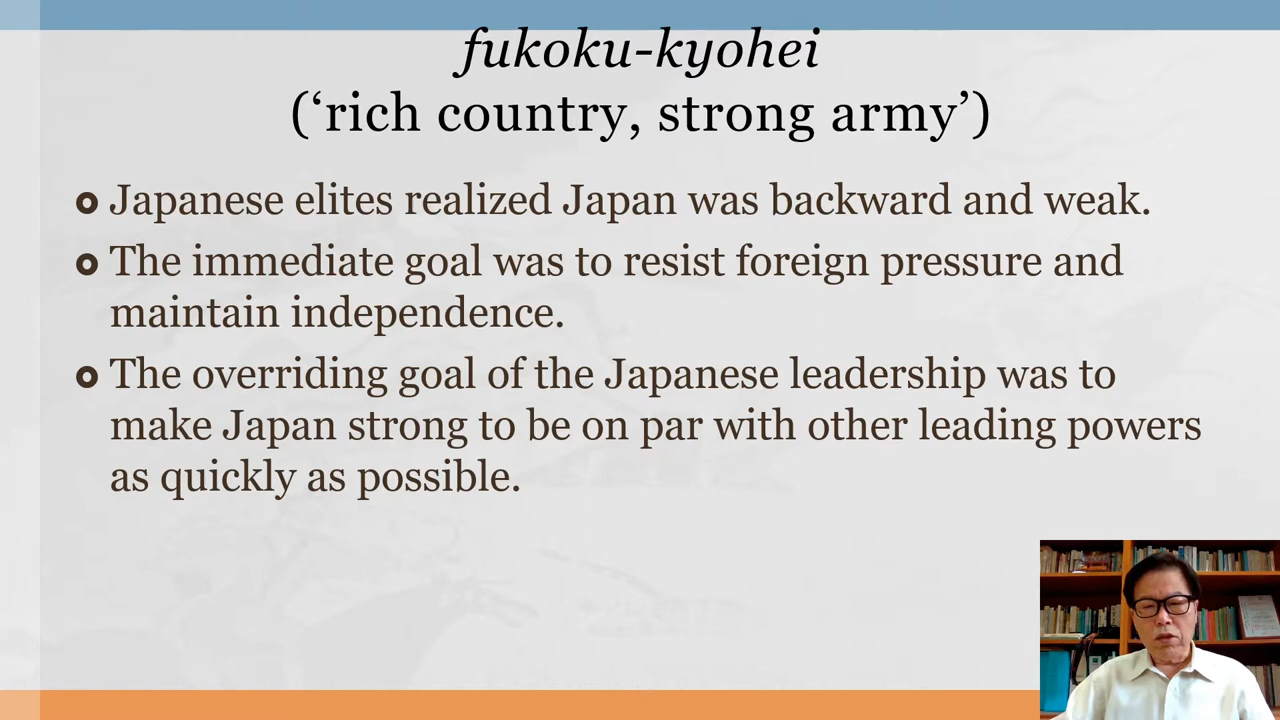 fukoku-kyohei
(‘rich country, strong army’)
Japanese elites realized Japan was backward and weak.
The immediate goal was to resist foreign pressure and
maintain independence.
The overriding goal of the Japanese leadership was to
make Japan strong to be on par with other leading powers
as quickly as possible.